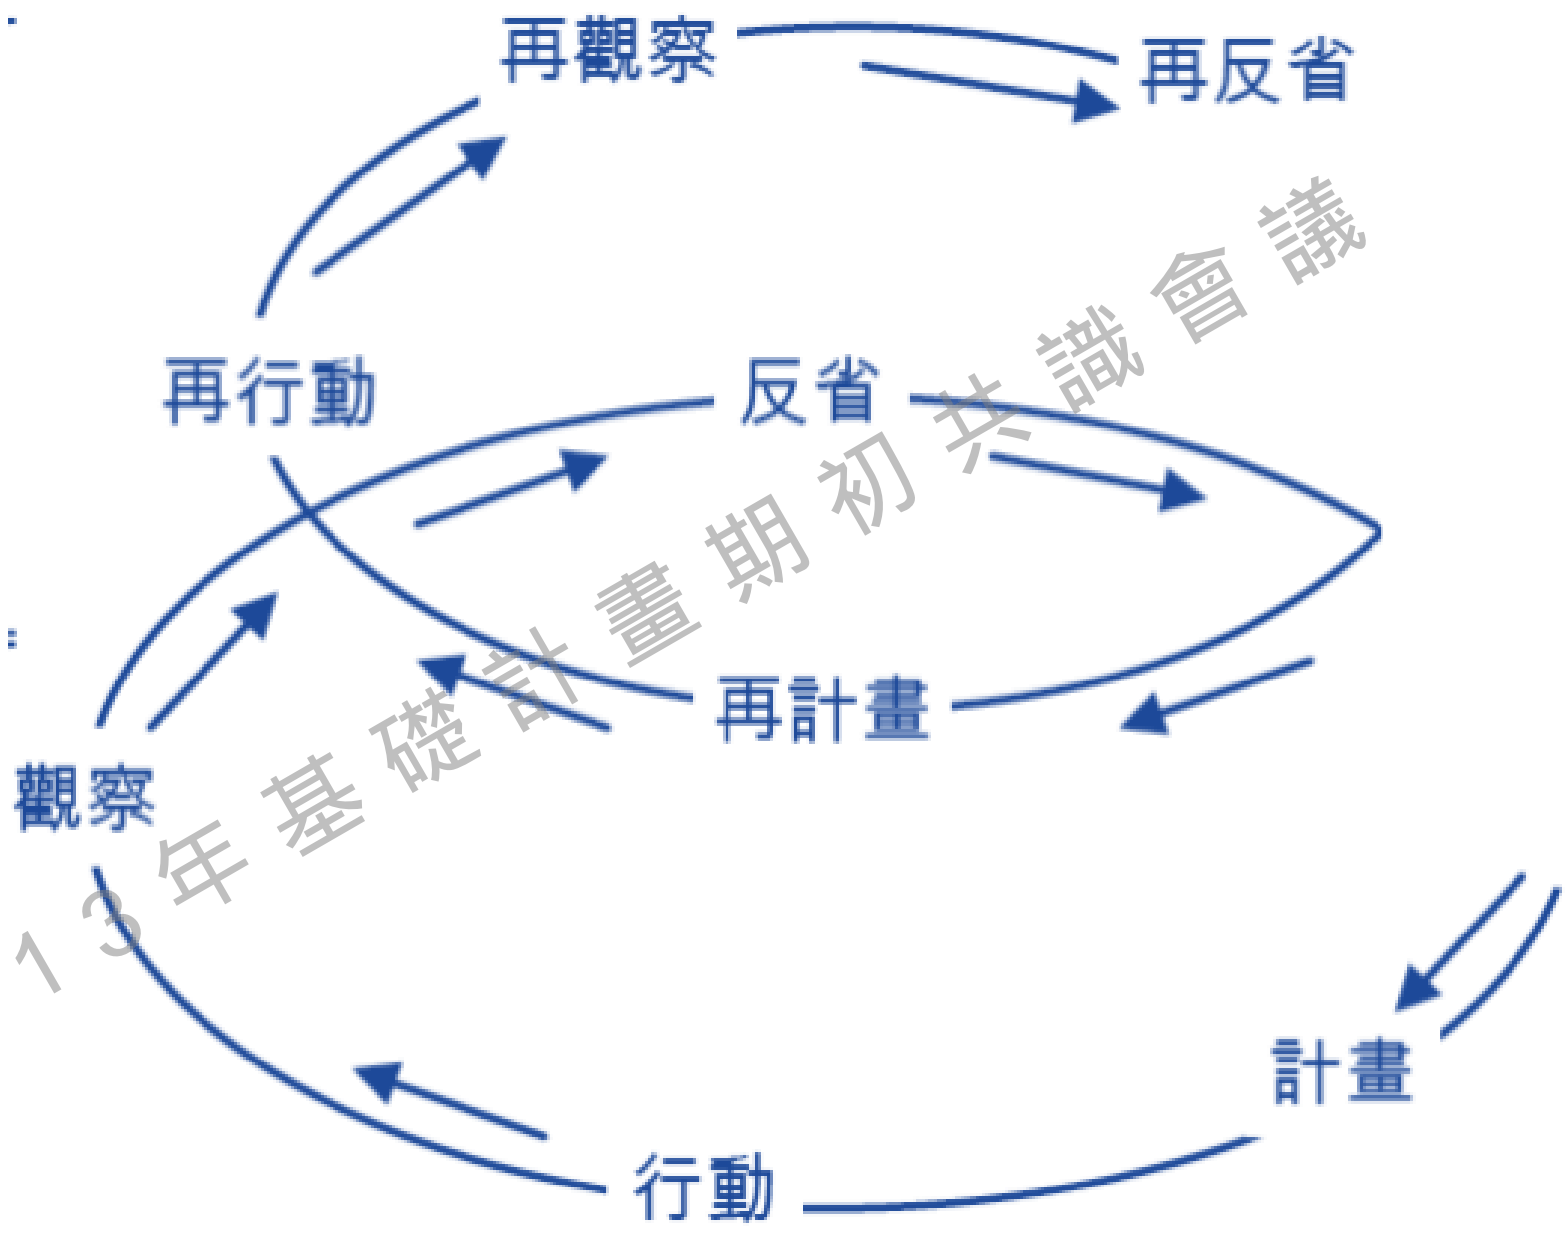 再觀察
再反省
再行動
反省
再計畫
觀察
計畫
行動
13年基礎計畫期初共識會議